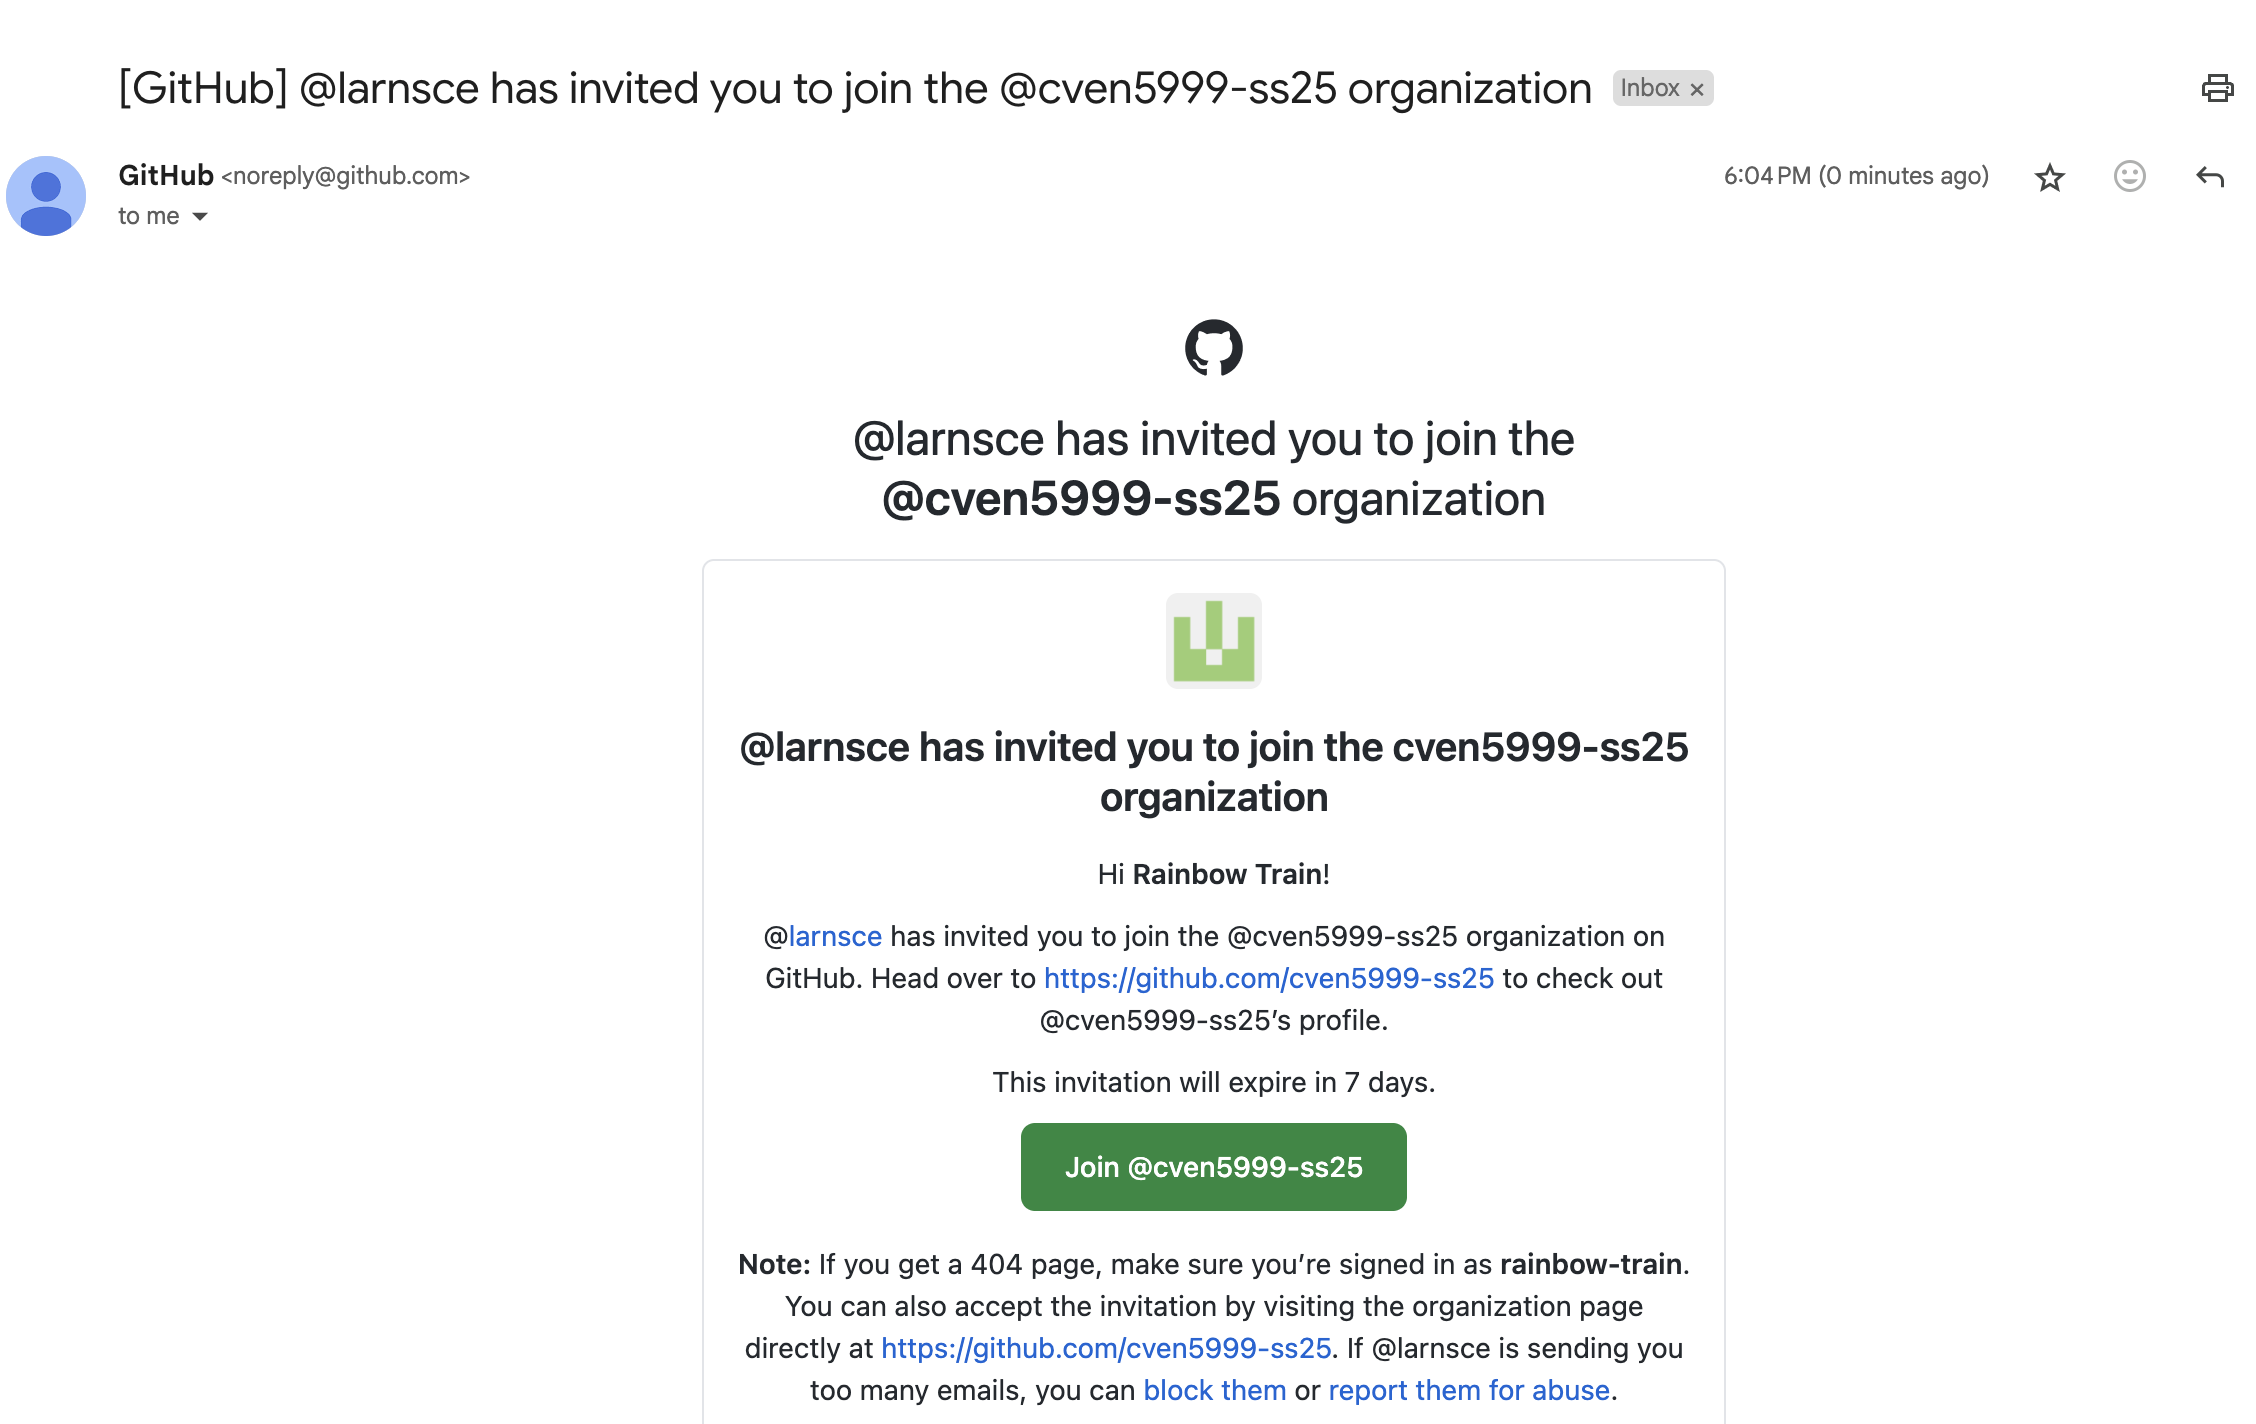 [GitHub] @larnsce has invited you to join the @cven5999-ss25 organization Inbox ×
GitHub <noreply@github.com>
6:04 PM (0 minutes ago)
to me
@larnsce has invited you to join the
@cven5999-ss25 organization
@larnsce has invited you to join the cven5999-ss25
organization
Hi Rainbow Train!
@larnsce has invited you to join the @cven5999-ss25 organization on
GitHub. Head over to https://github.com/cven5999-ss25 to check out
@cven5999-ss25’s profile.
This invitation will expire in 7 days.
Join @cven5999-ss25
Note: If you get a 404 page, make sure you’re signed in as rainbow-train.
You can also accept the invitation by visiting the organization page
directly at https://github.com/cven5999-ss25. If @larnsce is sending you
too many emails, you can block them or report them for abuse.